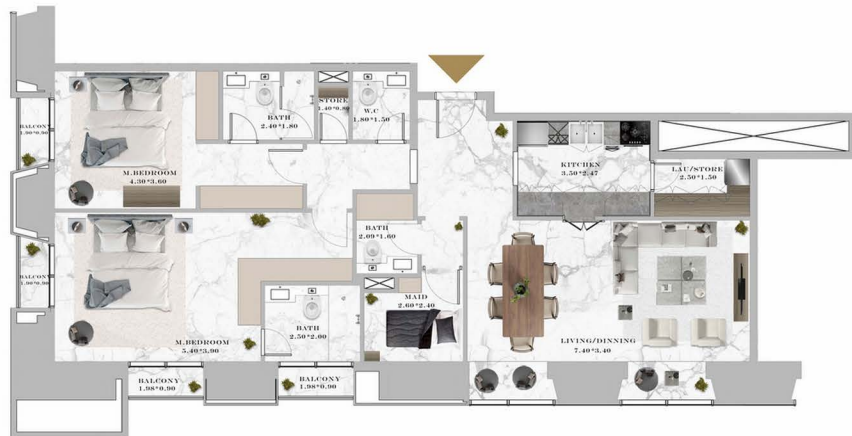 BATH
2.40*1.80
STORE
1.40*0.80
W.C
1.80*1.50
BALCONY
1.90*0.90
M.BEDROOM
4.30*3.60
KITCHEN
3.50*2.47
LAU/STORE
2.50*1.50
BATH
2.09*1.60
BALCONY
1.90*0.90
MAID
2.60*2.40
BATH
2.50*2.00
M.BEDROOM
5.40*3.90
LIVING/DINNING
7.40*3.40
BALCONY
1.98*0.90
BALCONY
1.98*0.90